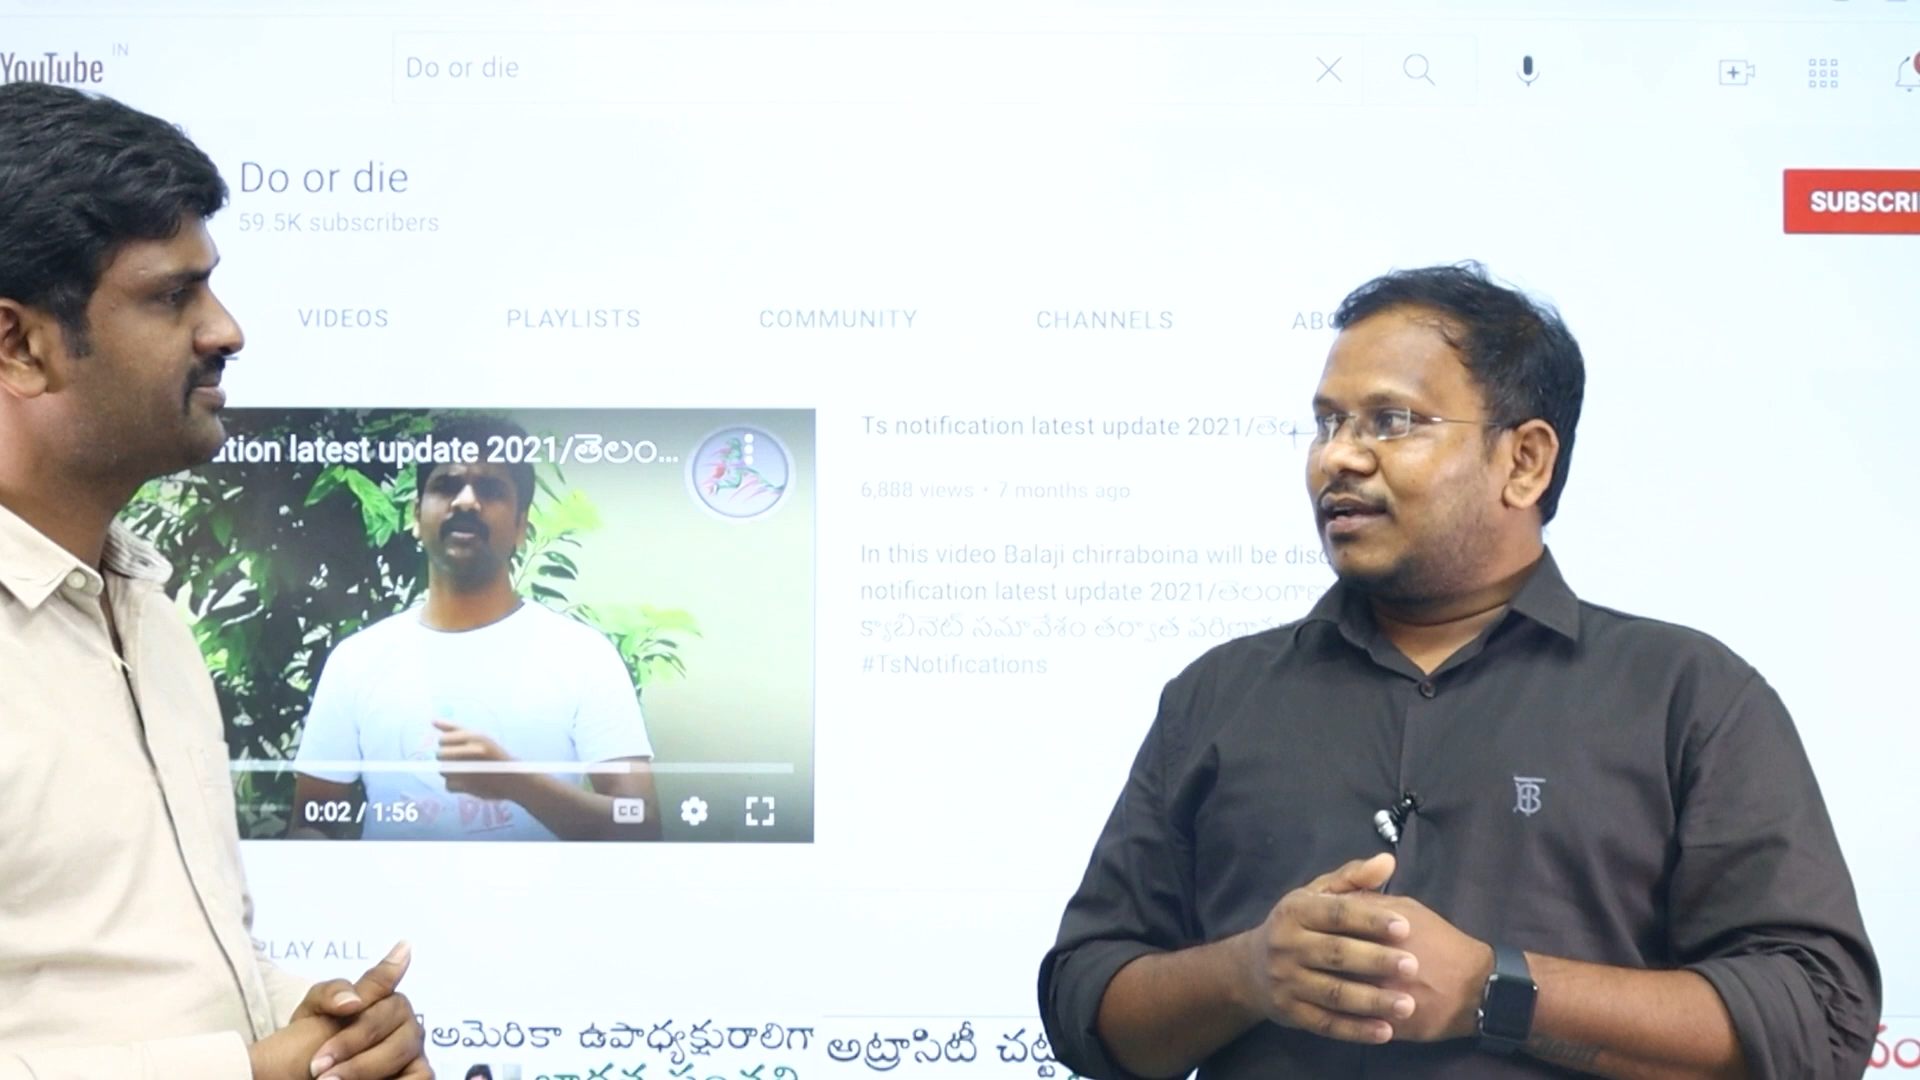 YouTube IN
Do or die
Do or die
59.5K subscribers
SUBSCRI
VIDEOS PLAYLISTS COMMUNITY CHANNELS
ation latest update 2021/తెలం...
Ts notification latest update 2021/తెల
6,888 views • 7 months ago
In this video Balaji chirraboina will be disc
notification latest update 2021/తెలంగాణ
క్యాబినెట్ సమావేశం తర్వాత పరిణామ
#TsNotifications
0:02 / 1:56
CC
DIE
PLAY ALL
అమెరికా ఉపాధ్యక్షురాలిగా
అట్రాసిటీ చట్ట